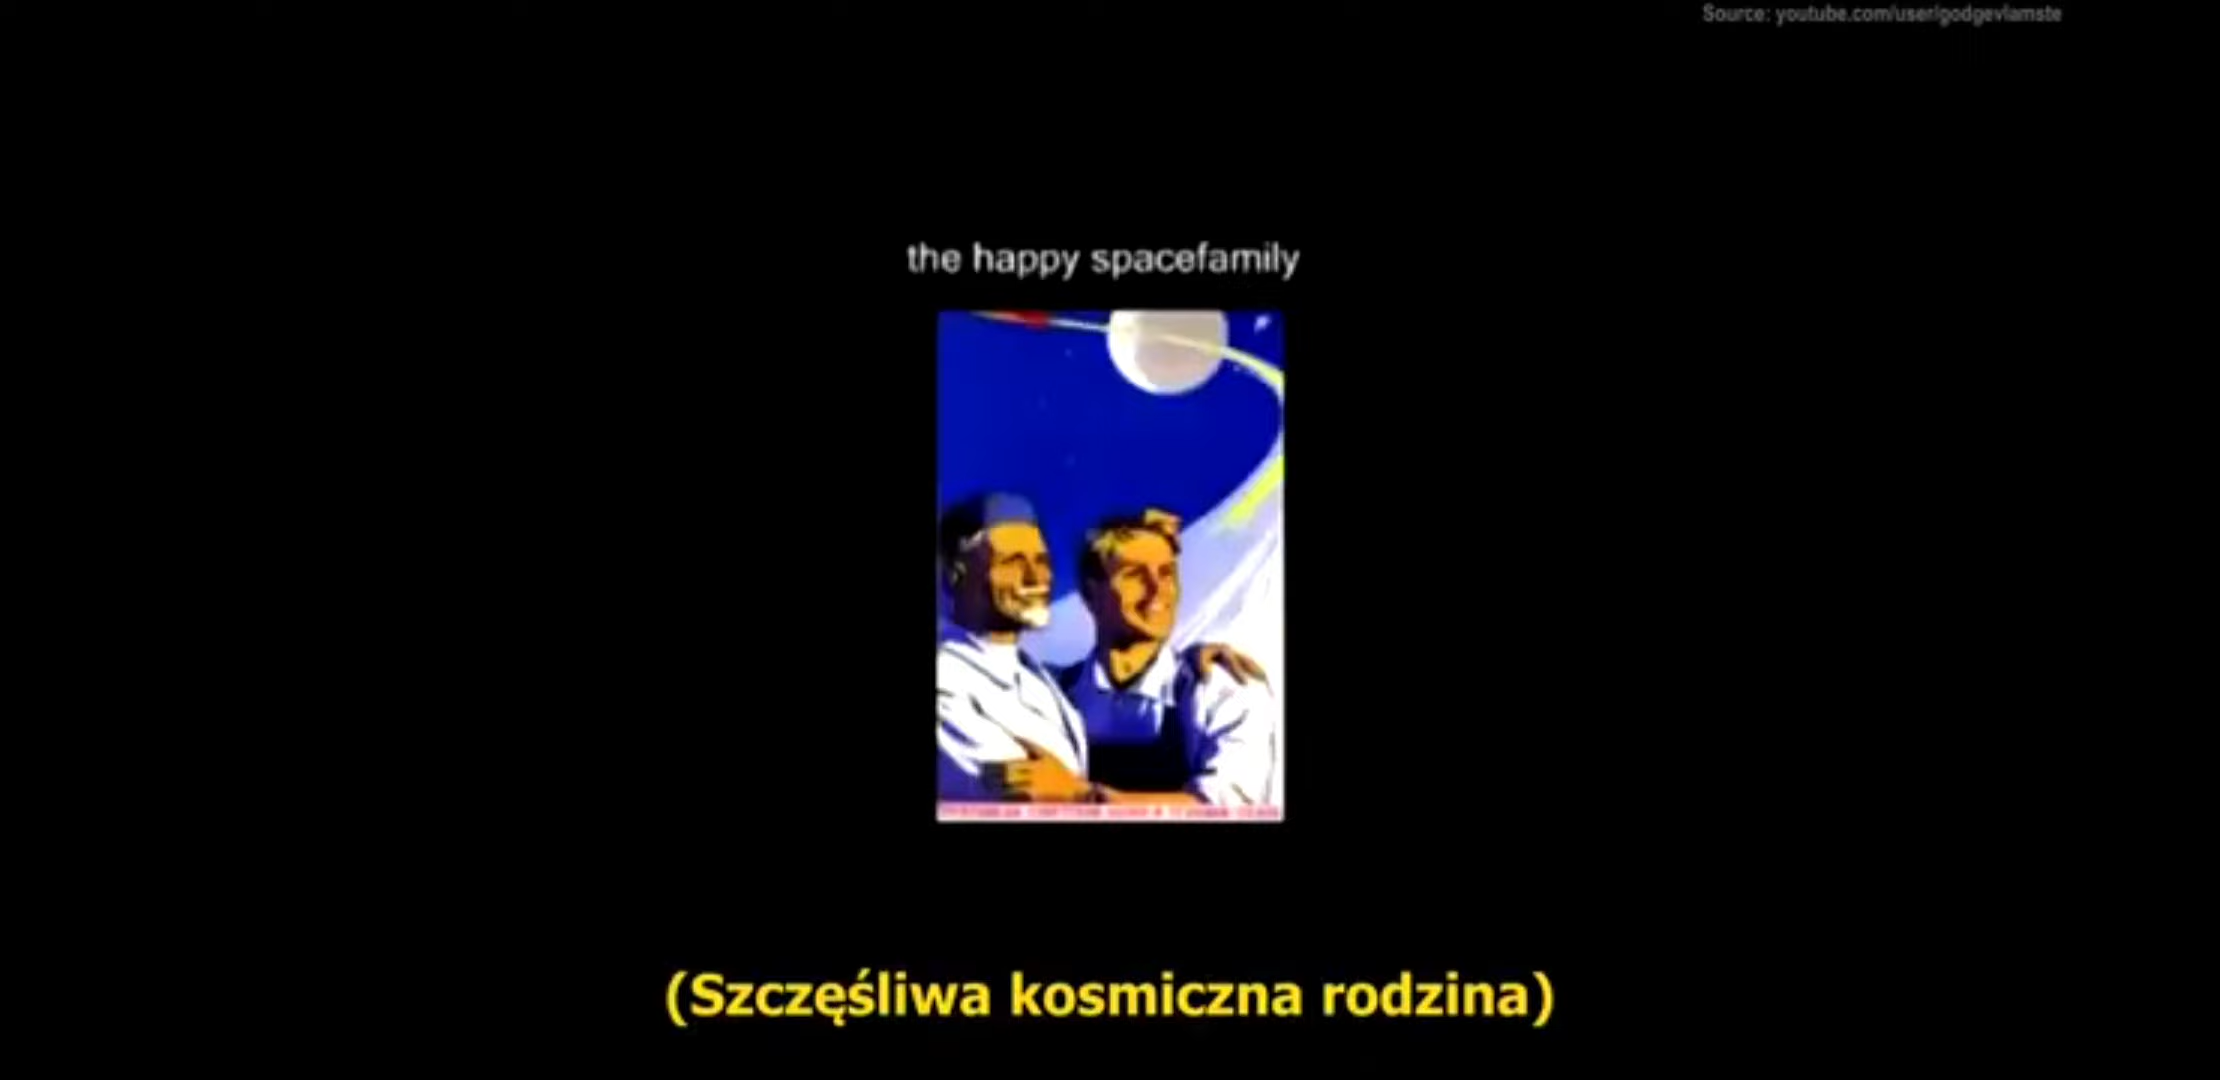 Source: youtube.com/user/godgevlamste
the happy spacefamily
(Szczęśliwa kosmiczna rodzina)